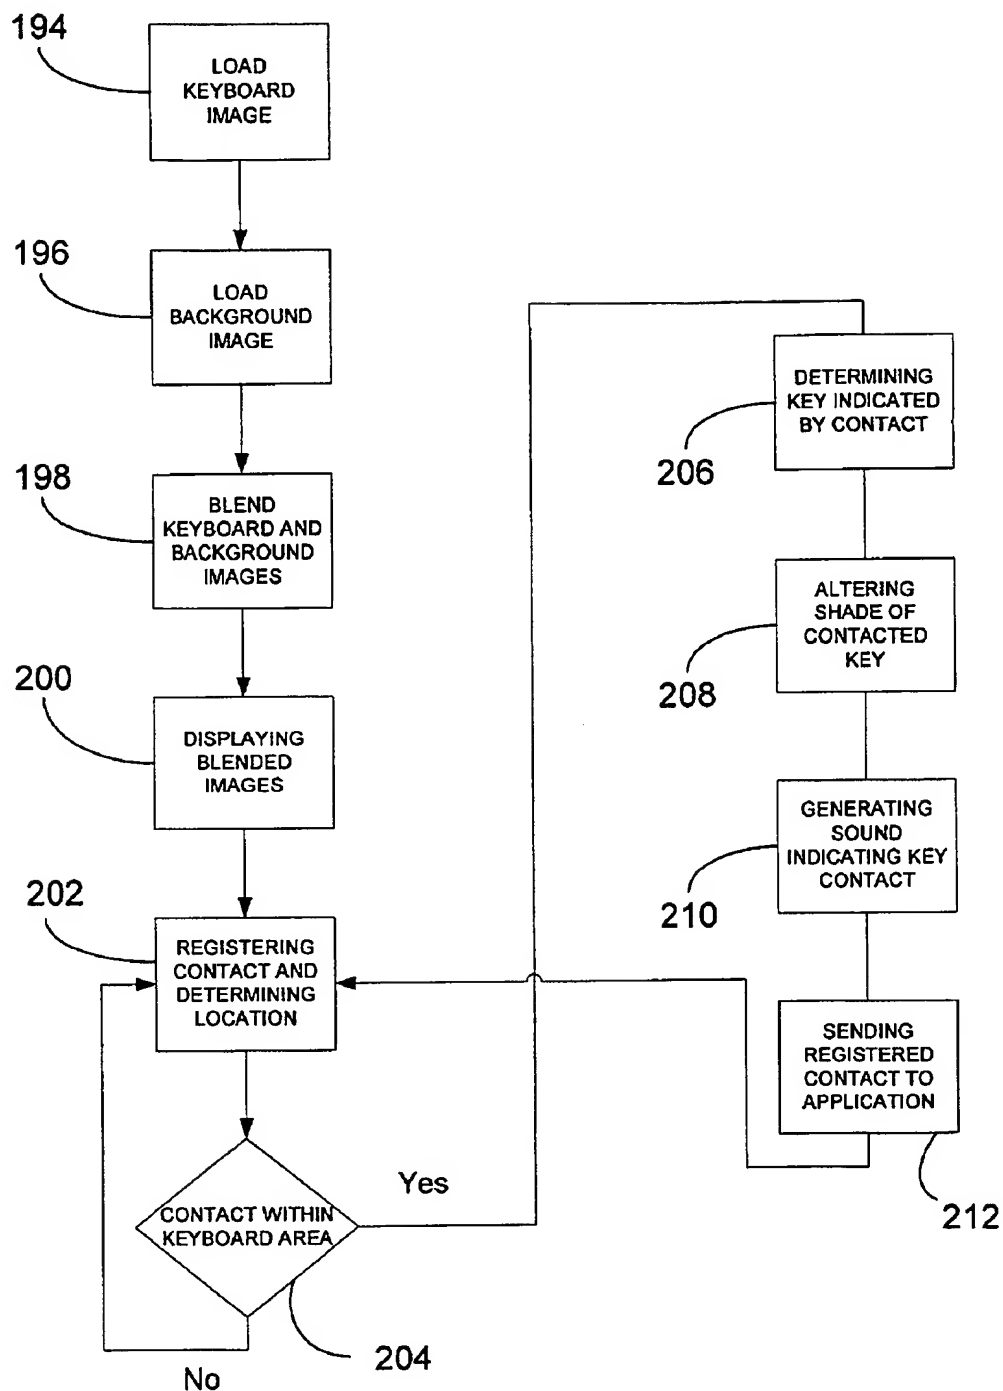 194
LOAD
KEYBOARD
IMAGE
196
LOAD
BACKGROUND
IMAGE
198
BLEND
KEYBOARD AND
BACKGROUND
IMAGES
200
DISPLAYING
BLENDED
IMAGES
202
REGISTERING
CONTACT AND
DETERMINING
LOCATION
CONTACT WITHIN
KEYBOARD AREA
204
Yes
No
DETERMINING
KEY INDICATED
BY CONTACT
206
ALTERING
SHADE OF
CONTACTED
KEY
208
GENERATING
SOUND
INDICATING KEY
CONTACT
210
SENDING
REGISTERED
CONTACT TO
APPLICATION
212